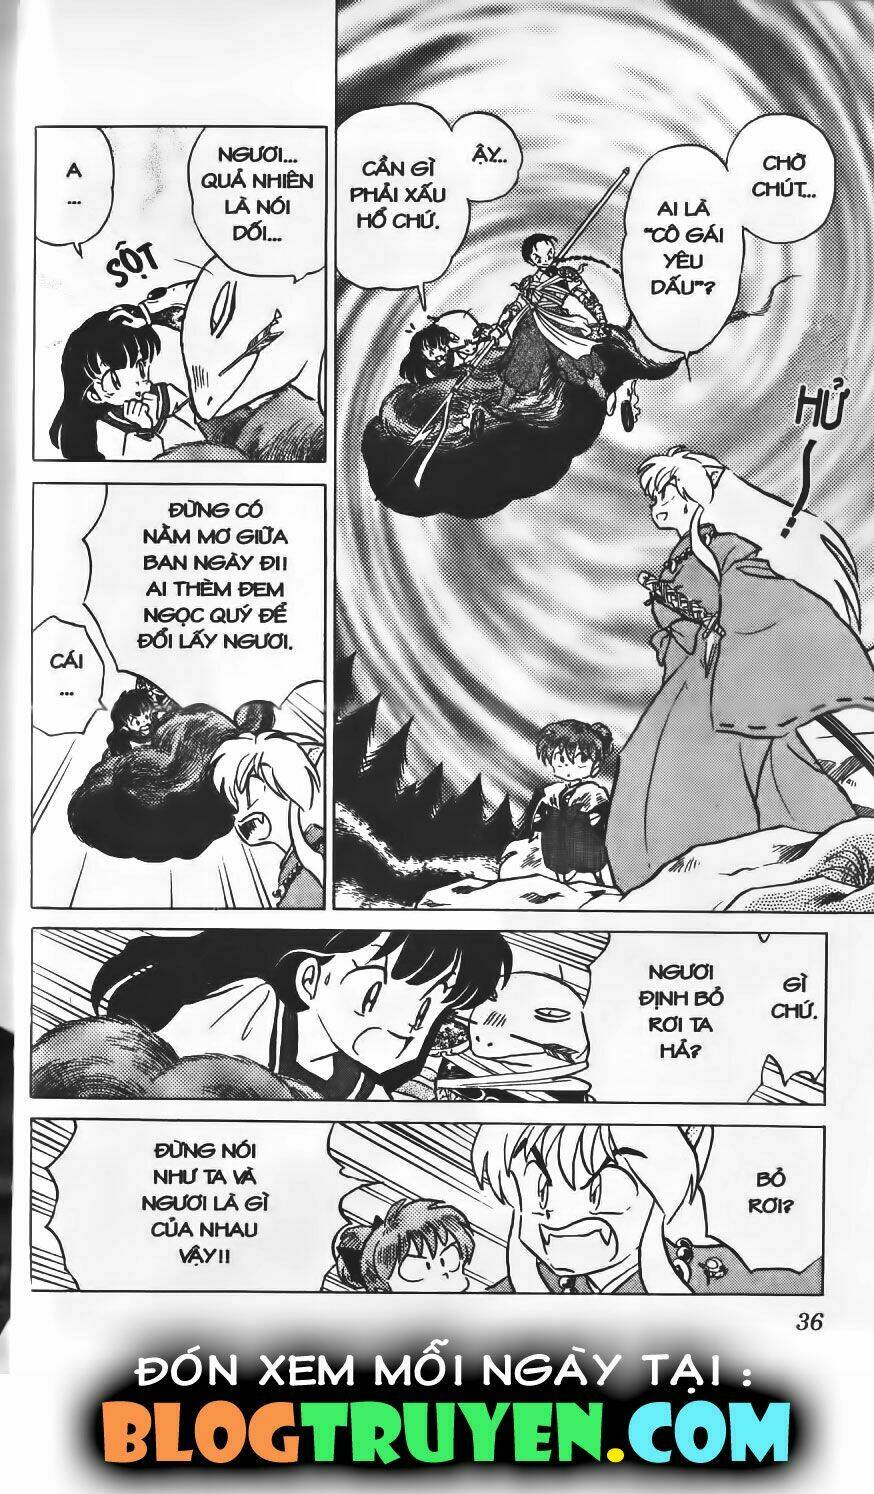 CHỜ
CHÚT...
AI LÀ
"CÔ GÁI
YÊU
DẤU"?
ẬY..
CẦN GÌ
PHẢI XẤU
HỔ CHỨ.
HỬ
NGƯƠI...
QUẢ NHIÊN
LÀ NÓI
DỐI...
A
...
SỘT
ĐỪNG CÓ
NẰM MƠ GIỮA
BAN NGÀY ĐI!
AI THÈM ĐEM
NGỌC QUÝ ĐỂ
ĐỔI LẤY NGƯƠI.
CÁI
...
GÌ
CHỨ.
NGƯƠI
ĐỊNH BỎ
RƠI TA
HẢ?
BỎ
RƠI?
ĐỪNG NÓI
NHƯ TA VÀ
NGƯƠI LÀ GÌ
CỦA NHAU
VẬY!!
36
ĐÓN XEM MỖI NGÀY TẠI :
BLOGTRUYEN.COM